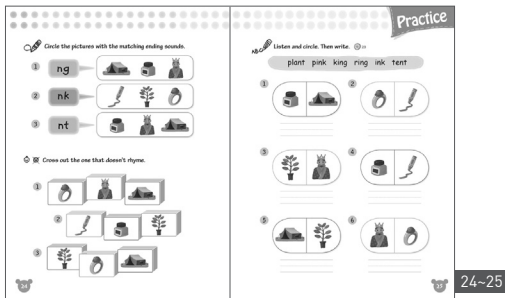 Circle the pictures with the matching ending sounds.
1 ng
2 nk
3 nt
Cross out the one that doesn't rhyme.
1
2
3
24
Practice
ABC Listen and circle. Then write.
plant pink king ring ink tent
1 2
3 4
5 6
24~25